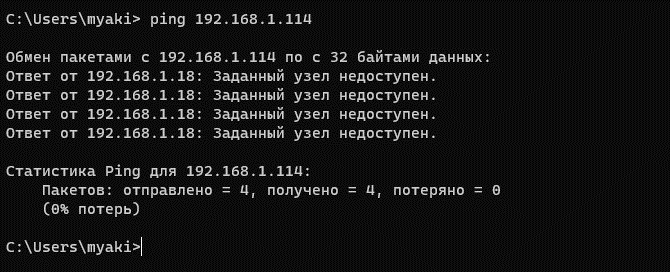 C:\Users\myaki> ping 192.168.1.114
Обмен пакетами с 192.168.1.114 по с 32 байтами данных:
Ответ от 192.168.1.18: Заданный узел недоступен.
Ответ от 192.168.1.18: Заданный узел недоступен.
Ответ от 192.168.1.18: Заданный узел недоступен.
Ответ от 192.168.1.18: Заданный узел недоступен.
Статистика Ping для 192.168.1.114:
Пакетов: отправлено = 4, получено = 4, потеряно = 0
(0% потерь)
C:\Users\myaki>